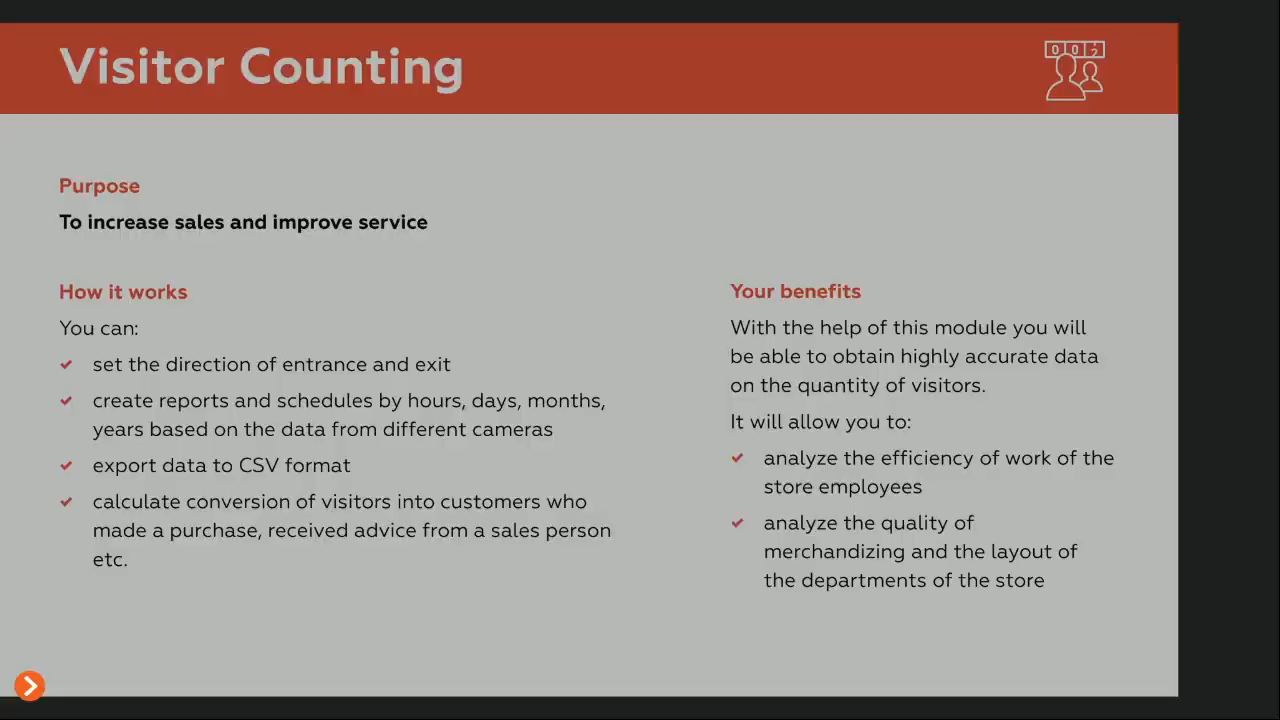 Visitor Counting
Purpose
To increase sales and improve service
How it works
You can:
set the direction of entrance and exit
create reports and schedules by hours, days, months,
years based on the data from different cameras
export data to CSV format
calculate conversion of visitors into customers who
made a purchase, received advice from a sales person
etc.
Your benefits
With the help of this module you will
be able to obtain highly accurate data
on the quantity of visitors.
It will allow you to:
analyze the efficiency of work of the
store employees
analyze the quality of
merchandizing and the layout of
the departments of the store